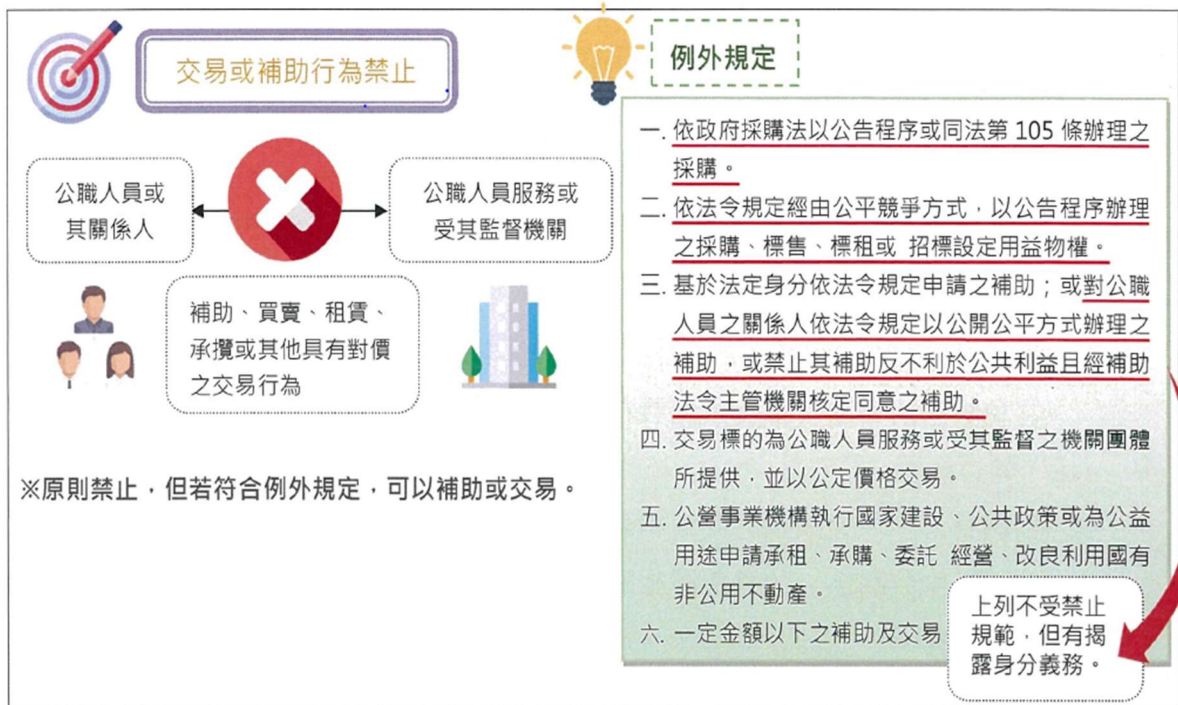 交易或補助行為禁止
公職人員或
其關係人
公職人員服務或
受其監督機關
補助、買賣、租賃、
承攬或其他具有對價
之交易行為
※原則禁止，但若符合例外規定，可以補助或交易。
例外規定
一. 依政府採購法以公告程序或同法第 105 條辦理之
採購。
二. 依法令規定經由公平競爭方式，以公告程序辦理
之採購、標售、標租或 招標設定用益物權。
三. 基於法定身分依法令規定申請之補助；或對公職
人員之關係人依法令規定以公開公平方式辦理之
補助，或禁止其補助反不利於公共利益且經補助
法令主管機關核定同意之補助。
四. 交易標的為公職人員服務或受其監督之機關團體
所提供，並以公定價格交易。
五. 公營事業機構執行國家建設、公共政策或為公益
用途申請承租、承購、委託 經營、改良利用國有
非公用不動產。
六. 一定金額以下之補助及交易
上列不受禁止
規範，但有揭
露身分義務。